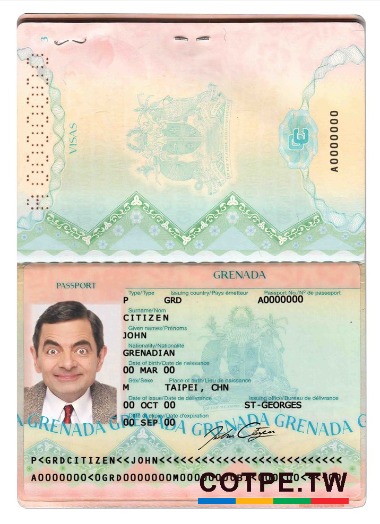 VISAS
A0000000
GRENADA
PASSPORT
Type/Type Issuing country/Pays émetteur Passport No./Nº de passeport
P GRD A0000000
Surname/Nom
CITIZEN
Given names/Prénoms
JOHN
Nationality/Nationalité
GRENADIAN
Date of birth/Date de naissance
00 MAR 00
Sex/Sexe Place of birth/Lieu de naissance
M TAIPEI, CHN
Date of issue/Date de délivrance Issuing office/Bureau de délivrance
00 OCT 00 ST-GEORGES
Date of expiry/Date d'expiration
00 SEP 00
GRENADA GRENADA GRENADA GRENADA
John Citizen
P<GRDCITIZEN<<JOHN<<<<<<<<<<<<<<<<<<<<<<<<<<
COTPE.TW